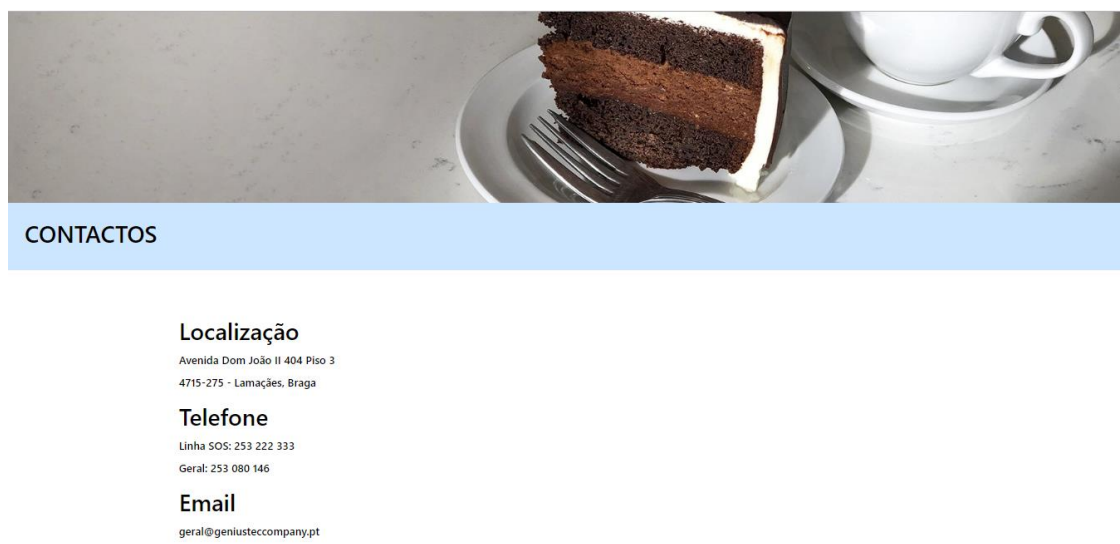 CONTACTOS
Localização
Avenida Dom João II 404 Piso 3
4715-275 - Lamaçães, Braga
Telefone
Linha SOS: 253 222 333
Geral: 253 080 146
Email
geral@geniusteccompany.pt